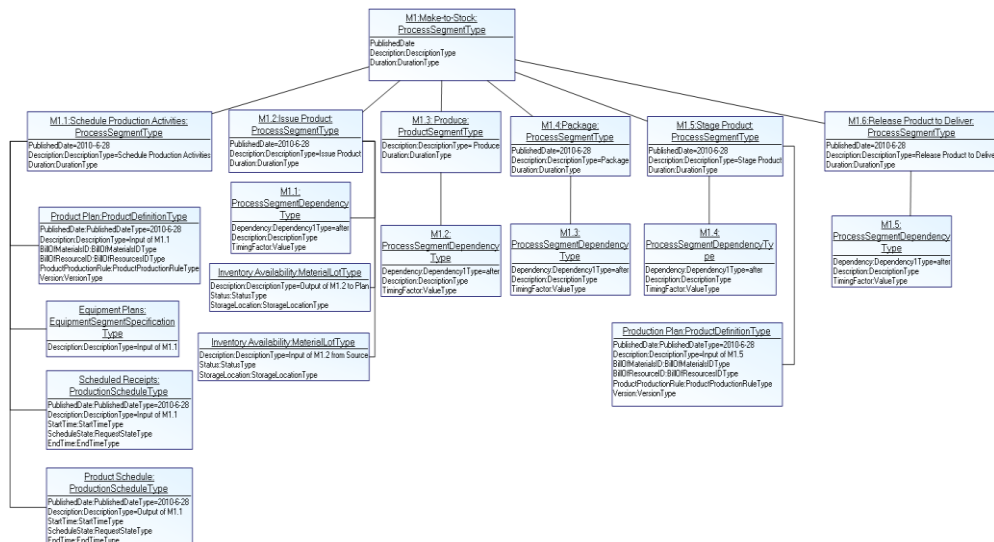 M1:Make-to-Stock:
ProcessSegmentType
PublishedDate
Description:DescriptionType
Duration:DurationType
M1.1:Schedule Production Activities:
ProcessSegmentType
PublishedDate=2010-6-28
Description:DescriptionType=Schedule Production Activities
Duration:DurationType
M1.2:Issue Product:
ProcessSegmentType
PublishedDate=2010-6-28
Description:DescriptionType=Issue Product
Duration:DurationType
M1.3: Produce:
ProductSegmentType
Description:DescriptionType= Produce
Duration:DurationType
M1.4:Package:
ProcessSegmentType
PublishedDate=2010-6-28
Description:DescriptionType=Package
Duration:DurationType
M1.5:Stage Product:
ProcessSegmentType
PublishedDate=2010-6-28
Description:DescriptionType=Stage Product
Duration:DurationType
M1.6:Release Product to Deliver:
ProcessSegmentType
PublishedDate=2010-6-28
Description:DescriptionType=Release Product to Delive
Duration:DurationType
Product Plan:ProductDefinitionType
PublishedDate:PublishedDateType=2010-6-28
Description:DescriptionType=Input of M1.1
BillOfMaterialsID:BillOfMaterialsIDType
BillOfResourceID:BillOfResourcesIDType
ProductProductionRule:ProductProductionRuleType
Version:VersionType
Equipment Plans:
EquipmentSegmentSpecification
Type
Description:DescriptionType=Input of M1.1
Scheduled Receipts:
ProductionScheduleType
PublishedDate:PublishedDateType=2010-6-28
Description:DescriptionType=Input of M1.1
StartTime:StartTimeType
ScheduleState:RequestStateType
EndTime:EndTimeType
Product Schedule:
ProductionScheduleType
PublishedDate:PublishedDateType=2010-6-28
Description:DescriptionType=Output of M1.1
StartTime:StartTimeType
ScheduleState:RequestStateType
EndTime:EndTimeType
M1.1:
ProcessSegmentDependency
Type
Dependency:Dependency1Type=after
Description:DescriptionType
TimingFactor:ValueType
Inventory Availability:MaterialLotType
Description:DescriptionType=Output of M1.2 to Plan
Status:StatusType
StorageLocation:StorageLocationType
Inventory Availability:MaterialLotType
Description:DescriptionType=Input of M1.2 from Source
Status:StatusType
StorageLocation:StorageLocationType
M1.2:
ProcessSegmentDependency
Type
Dependency:Dependency1Type=after
Description:DescriptionType
TimingFactor:ValueType
M1.3:
ProcessSegmentDependency
Type
Dependency:Dependency1Type=after
Description:DescriptionType
TimingFactor:ValueType
M1.4:
ProcessSegmentDependencyTy
pe
Dependency:Dependency1Type=after
Description:DescriptionType
TimingFactor:ValueType
Production Plan:ProductDefinitionType
PublishedDate:PublishedDateType=2010-6-28
Description:DescriptionType=Input of M1.5
BillOfMaterialsID:BillOfMaterialsIDType
BillOfResourceID:BillOfResourcesIDType
ProductProductionRule:ProductProductionRuleType
Version:VersionType
M1.5:
ProcessSegmentDependency
Type
Dependency:Dependency1Type=after
Description:DescriptionType
TimingFactor:ValueType